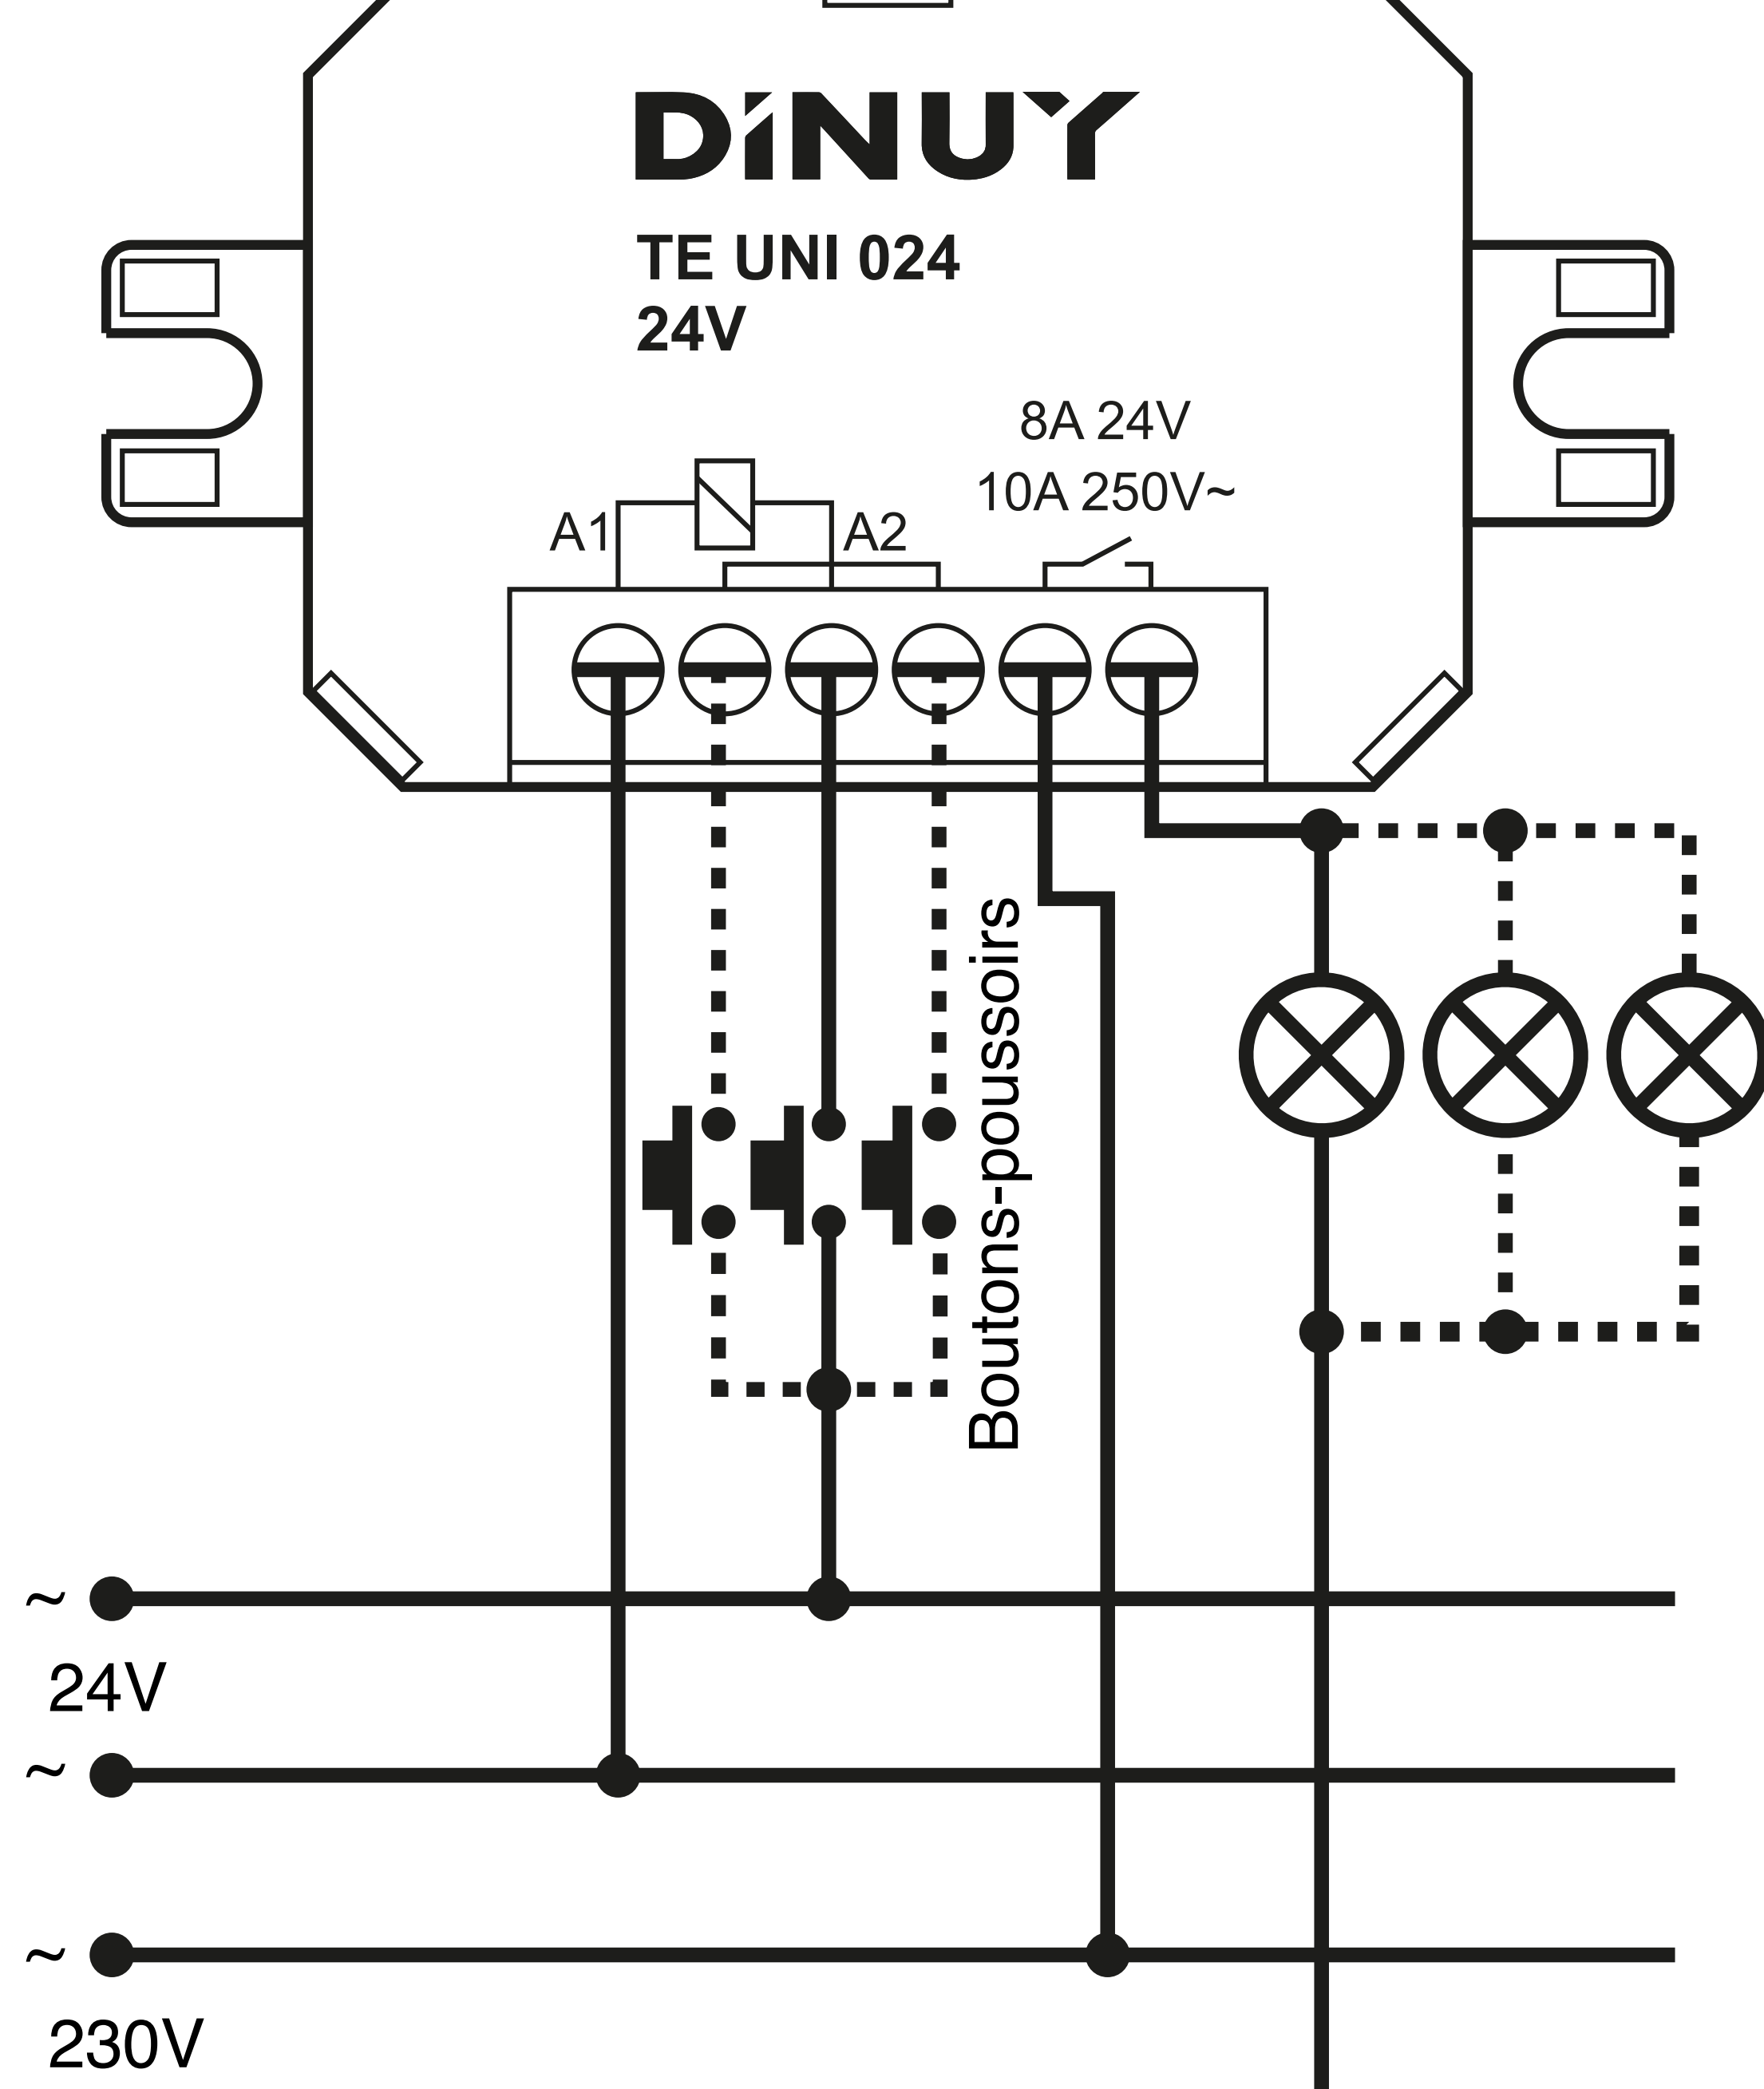 DiNUY
TE UNI 024
24V
8A 24V
10A 250V~
A1
A2
Boutons-poussoirs
~
24V
~
~
230V